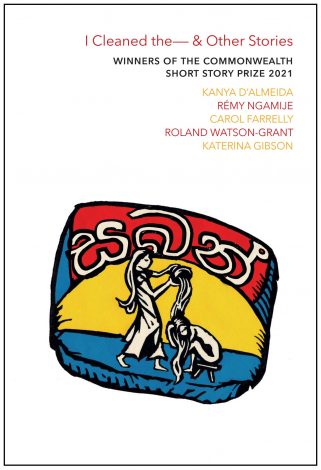 I Cleaned the— & Other Stories
WINNERS OF THE COMMONWEALTH
SHORT STORY PRIZE 2021
KANYA D'ALMEIDA
RÉMY NGAMIJE
CAROL FARRELLY
ROLAND WATSON-GRANT
KATERINA GIBSON
සබන්